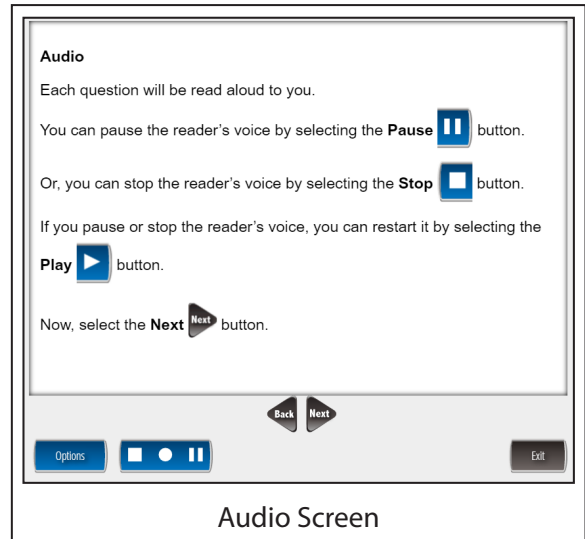 Audio
Each question will be read aloud to you.
You can pause the reader's voice by selecting the Pause button.
Or, you can stop the reader's voice by selecting the Stop button.
If you pause or stop the reader's voice, you can restart it by selecting the
Play button.
Now, select the Next Next button.
Back Next
Options
Exit
Audio Screen